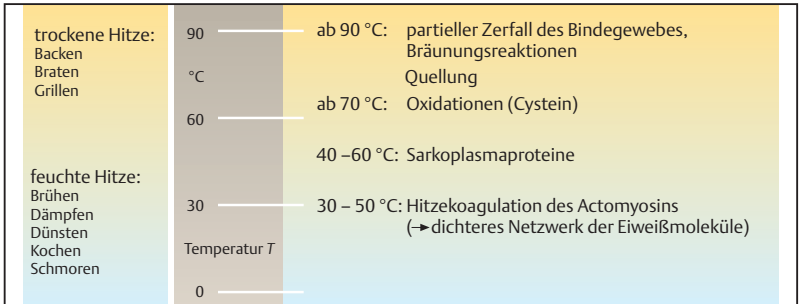 trockene Hitze:
Backen
Braten
Grillen
feuchte Hitze:
Brühen
Dämpfen
Dünsten
Kochen
Schmoren
90
°C
60
30
Temperatur T
0
ab 90 °C: partieller Zerfall des Bindegewebes,
Bräunungsreaktionen
Quellung
ab 70 °C: Oxidationen (Cystein)
40 –60 °C: Sarkoplasmaproteine
30 – 50 °C: Hitzekoagulation des Actomyosins
(→dichteres Netzwerk der Eiweißmoleküle)